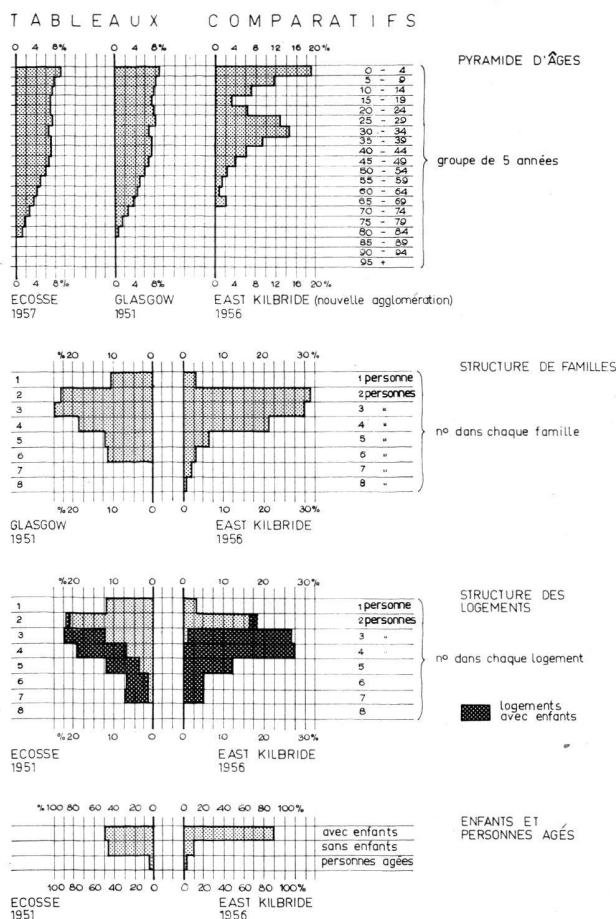 TABLEAUX COMPARATIFS
0 4 8% 0 4 8% 0 4 8 12 16 20%
PYRAMIDE D'ÂGES
0 - 4
5 - 9
10 - 14
15 - 19
20 - 24
25 - 29
30 - 34
35 - 39
40 - 44
45 - 49
50 - 54
55 - 59
60 - 64
65 - 69
70 - 74
75 - 79
80 - 84
85 - 89
90 - 94
95 +
groupe de 5 années
0 4 8% 0 4 8% 0 4 8 12 16 20%
ECOSSE GLASGOW EAST KILBRIDE (nouvelle agglomération)
1957 1951 1956
%20 10 0 0 10 20 30%
STRUCTURE DE FAMILLES
1 1 personne
2 2 personnes
3 3 "
4 4 "
5 5 "
6 6 "
7 7 "
8 8 "
nº dans chaque famille
%20 10 0 0 10 20 30%
GLASGOW EAST KILBRIDE
1951 1956
%20 10 0 0 10 20 30%
STRUCTURE DES
LOGEMENTS
1 1 personne
2 2 personnes
3 3 "
4 4 "
5 5 "
6 6 "
7 7 "
8 8 "
nº dans chaque logement
logements
avec enfants
%20 10 0 0 10 20 30%
ECOSSE EAST KILBRIDE
1951 1956
%100 80 60 40 20 0 0 20 40 60 80 100%
ENFANTS ET
PERSONNES AGÉS
avec enfants
sans enfants
personnes agées
100 80 60 40 20 0 0 20 40 60 80 100%
ECOSSE EAST KILBRIDE
1951 1956